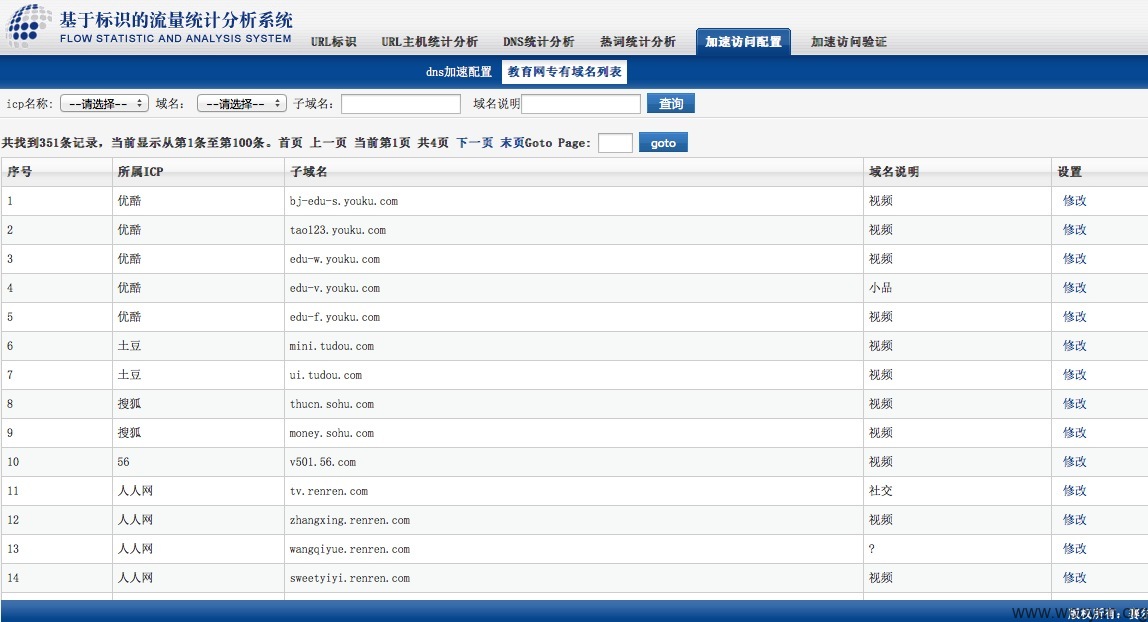 基于标识的流量统计分析系统
FLOW STATISTIC AND ANALYSIS SYSTEM
URL标识 URL主机统计分析 DNS统计分析 热词统计分析 加速访问配置 加速访问验证
dns加速配置 教育网专有域名列表
icp名称: --请选择-- 域名: --请选择-- 子域名: 域名说明 查询
共找到351条记录，当前显示从第1条至第100条。首页 上一页 当前第1页 共4页 下一页 末页Goto Page: goto
序号 所属ICP 子域名 域名说明 设置
1 优酷 bj-edu-s.youku.com 视频 修改
2 优酷 tao123.youku.com 视频 修改
3 优酷 edu-w.youku.com 视频 修改
4 优酷 edu-v.youku.com 小品 修改
5 优酷 edu-f.youku.com 视频 修改
6 土豆 mini.tudou.com 视频 修改
7 土豆 ui.tudou.com 视频 修改
8 搜狐 thucn.sohu.com 视频 修改
9 搜狐 money.sohu.com 视频 修改
10 56 v501.56.com 视频 修改
11 人人网 tv.renren.com 社交 修改
12 人人网 zhangxing.renren.com 视频 修改
13 人人网 wangqiyue.renren.com ? 修改
14 人人网 sweetyiyi.renren.com 视频 修改
版权所有: